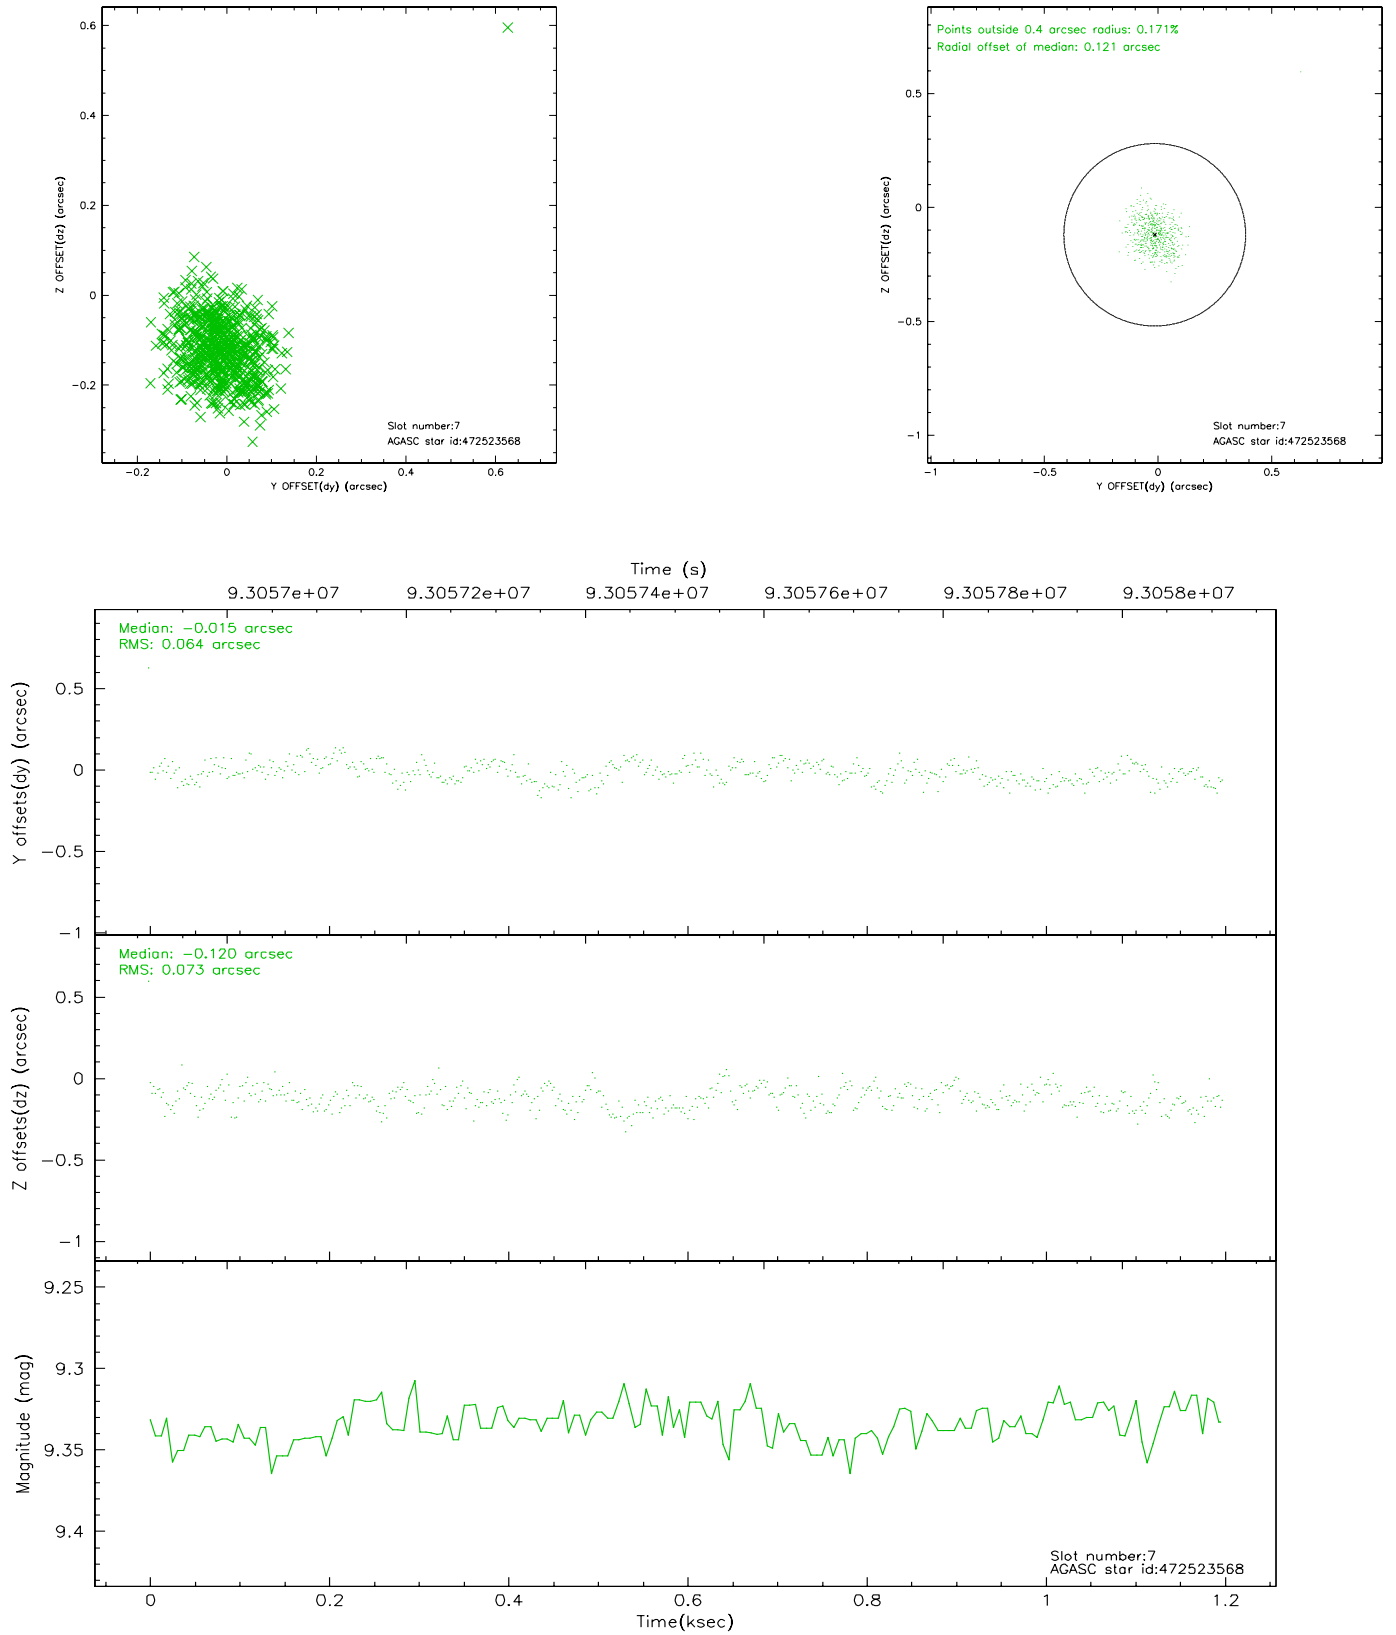 0.6
0.4
0.2
0
−0.2
Z OFFSET(dz) (arcsec)
Slot number:7
AGASC star id:472523568
−0.2 0 0.2 0.4 0.6
Y OFFSET(dy) (arcsec)
Points outside 0.4 arcsec radius: 0.171%
Radial offset of median: 0.121 arcsec
0.5
0
−0.5
−1
Z OFFSET(dz) (arcsec)
Slot number:7
AGASC star id:472523568
−1 −0.5 0 0.5
Y OFFSET(dy) (arcsec)
Time (s)
9.3057e+07 9.30572e+07 9.30574e+07 9.30576e+07 9.30578e+07 9.3058e+07
Median: −0.015 arcsec
RMS: 0.064 arcsec
0.5
0
−0.5
−1
Y offsets(dy) (arcsec)
Median: −0.120 arcsec
RMS: 0.073 arcsec
0.5
0
−0.5
−1
Z offsets(dz) (arcsec)
9.25
9.3
9.35
9.4
Magnitude (mag)
Slot number:7
AGASC star id:472523568
0 0.2 0.4 0.6 0.8 1 1.2
Time(ksec)